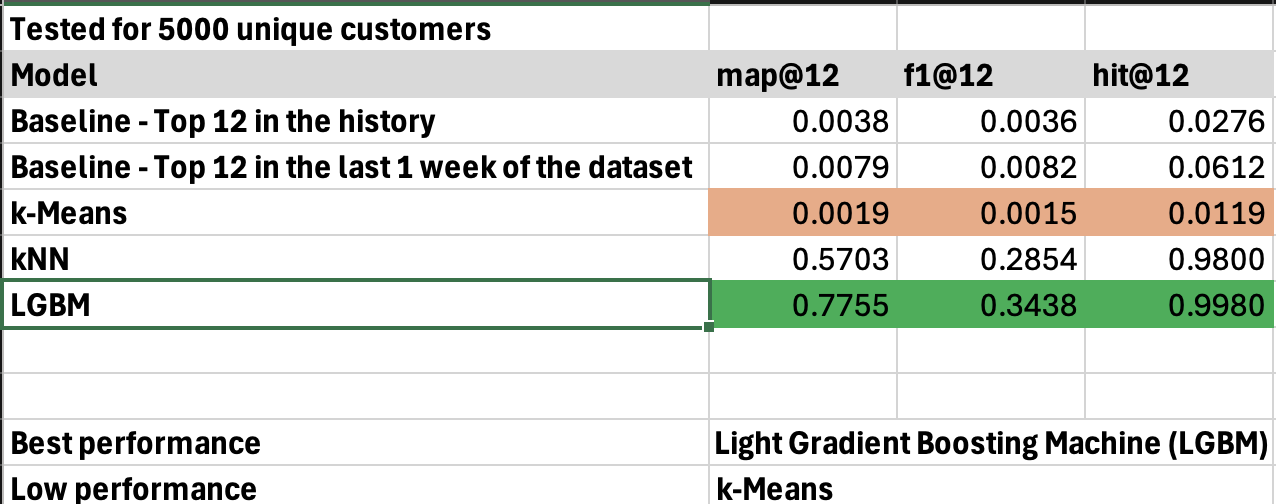 Tested for 5000 unique customers
Model map@12 f1@12 hit@12
Baseline - Top 12 in the history 0.0038 0.0036 0.0276
Baseline - Top 12 in the last 1 week of the dataset 0.0079 0.0082 0.0612
k-Means 0.0019 0.0015 0.0119
kNN 0.5703 0.2854 0.9800
LGBM 0.7755 0.3438 0.9980
Best performance Light Gradient Boosting Machine (LGBM)
Low performance k-Means